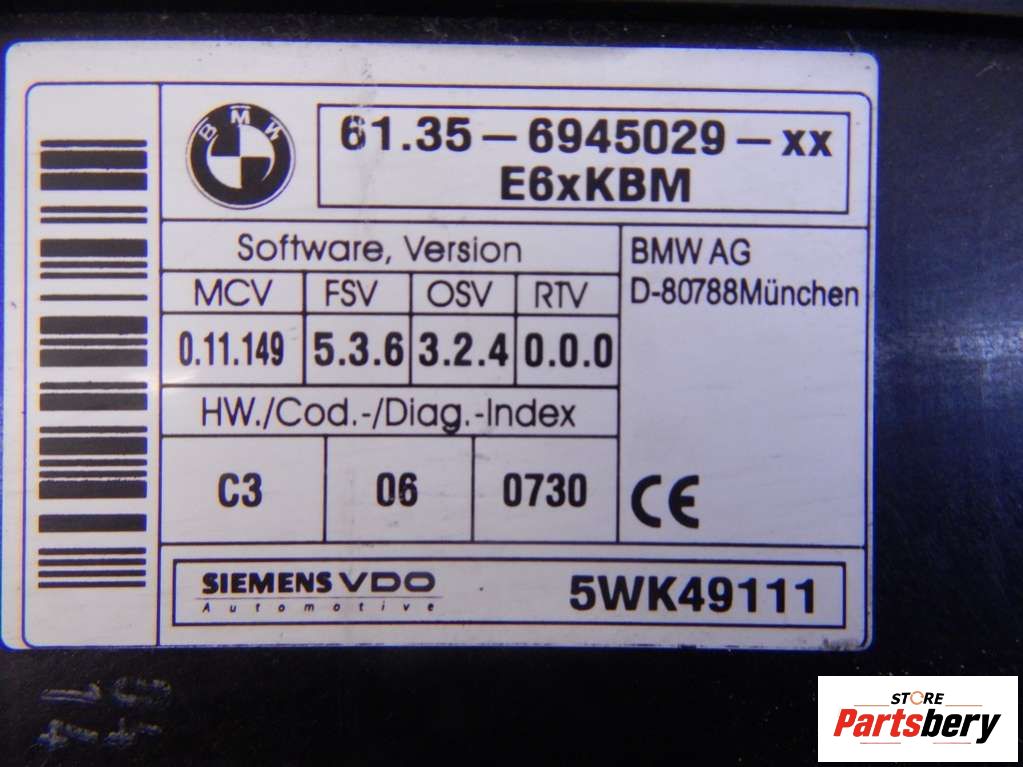 BMW
61.35-6945029-xx
E6xKBM
Software, Version
MCV FSV OSV RTV
0.11.149 5.3.6 3.2.4 0.0.0
HW./Cod.-/Diag.-Index
C3 06 0730
BMW AG
D-80788München
CE
SIEMENS VDO
Automotive
5WK49111
STORE
Partsbery